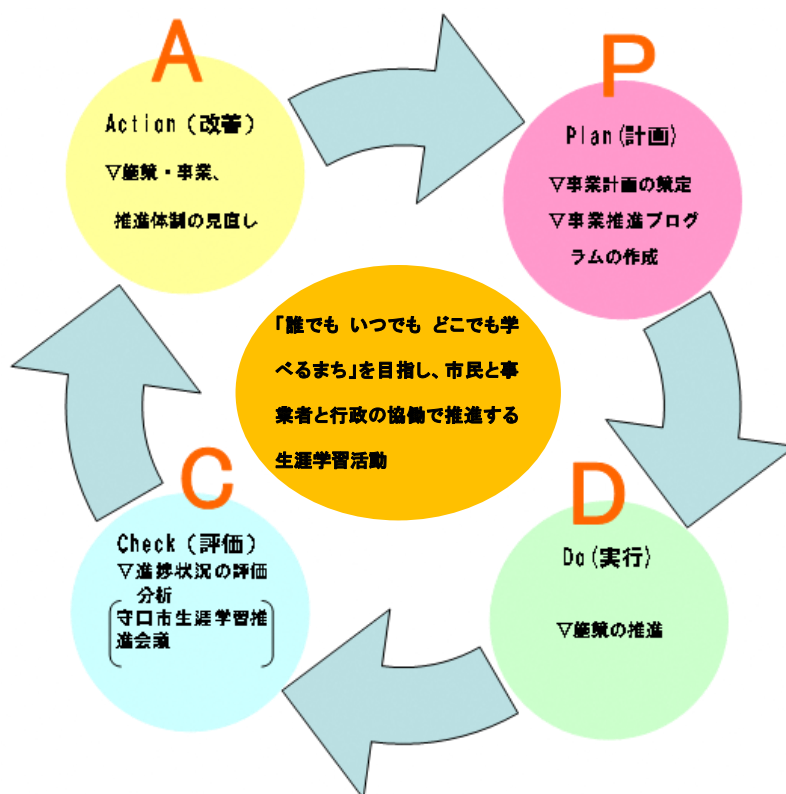 A
Action（改善）
▽施策・事業、
推進体制の見直し
P
Plan(計画)
▽事業計画の策定
▽事業推進プログ
ラムの作成
「誰でも いつでも どこでも学
べるまち」を目指し、市民と事
業者と行政の協働で推進する
生涯学習活動
C
Check（評価）
▽進捗状況の評価
分析
守口市生涯学習推
進会議
D
Do(実行)
▽施策の推進